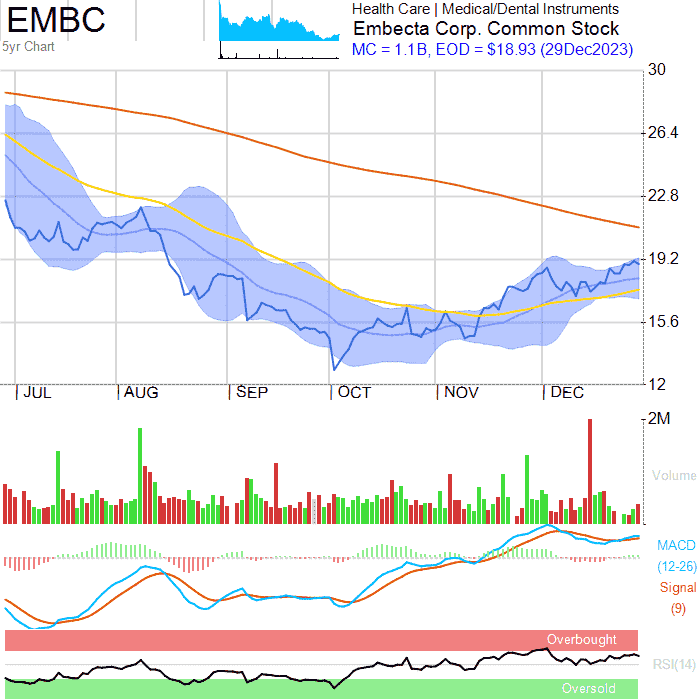 EMBC
5yr Chart
Health Care | Medical/Dental Instruments
Embecta Corp. Common Stock
MC = 1.1B, EOD = $18.93 (29Dec2023)
30
26.4
22.8
19.2
15.6
12
| JUL | AUG | SEP | OCT | NOV | DEC
2M
Volume
MACD
(12-26)
Signal
(9)
Overbought
RSI(14)
Oversold